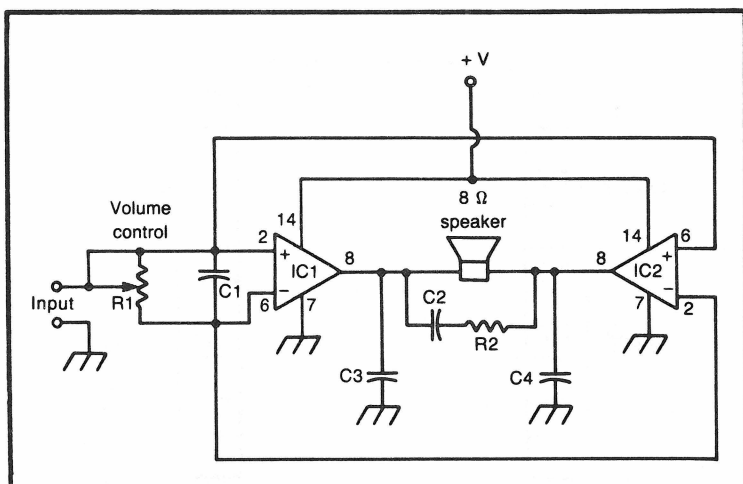 + V
8 Ω
speaker
Volume
control
14
14
2
+
6
+
IC1
8
8
IC2
−
−
Input
R1
C1
6
7
C2
7
2
R2
C3
C4